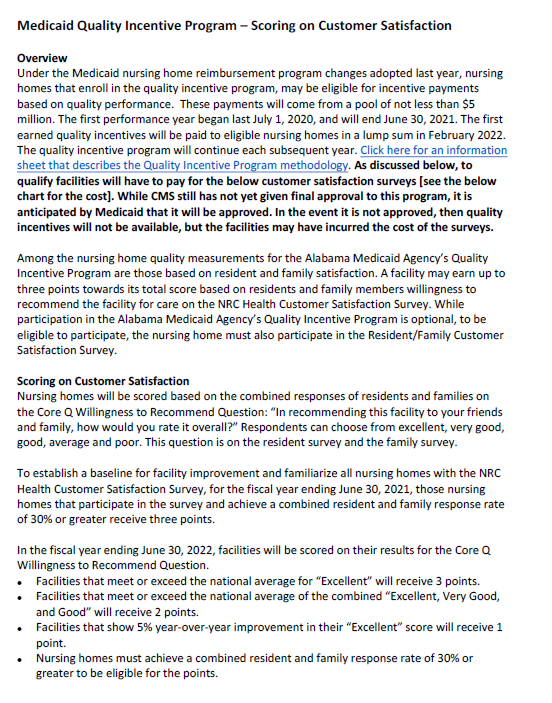 Medicaid Quality Incentive Program – Scoring on Customer Satisfaction
Overview
Under the Medicaid nursing home reimbursement program changes adopted last year, nursing
homes that enroll in the quality incentive program, may be eligible for incentive payments
based on quality performance.  These payments will come from a pool of not less than $5
million. The first performance year began last July 1, 2020, and will end June 30, 2021. The first
earned quality incentives will be paid to eligible nursing homes in a lump sum in February 2022.
The quality incentive program will continue each subsequent year. Click here for an information
sheet that describes the Quality Incentive Program methodology. As discussed below, to
qualify facilities will have to pay for the below customer satisfaction surveys [see the below
chart for the cost]. While CMS still has not yet given final approval to this program, it is
anticipated by Medicaid that it will be approved. In the event it is not approved, then quality
incentives will not be available, but the facilities may have incurred the cost of the surveys.
Among the nursing home quality measurements for the Alabama Medicaid Agency’s Quality
Incentive Program are those based on resident and family satisfaction. A facility may earn up to
three points towards its total score based on residents and family members willingness to
recommend the facility for care on the NRC Health Customer Satisfaction Survey. While
participation in the Alabama Medicaid Agency’s Quality Incentive Program is optional, to be
eligible to participate, the nursing home must also participate in the Resident/Family Customer
Satisfaction Survey.
Scoring on Customer Satisfaction
Nursing homes will be scored based on the combined responses of residents and families on
the Core Q Willingness to Recommend Question: “In recommending this facility to your friends
and family, how would you rate it overall?” Respondents can choose from excellent, very good,
good, average and poor. This question is on the resident survey and the family survey.
To establish a baseline for facility improvement and familiarize all nursing homes with the NRC
Health Customer Satisfaction Survey, for the fiscal year ending June 30, 2021, those nursing
homes that participate in the survey and achieve a combined resident and family response rate
of 30% or greater receive three points.
In the fiscal year ending June 30, 2022, facilities will be scored on their results for the Core Q
Willingness to Recommend Question.
• Facilities that meet or exceed the national average for “Excellent” will receive 3 points.
• Facilities that meet or exceed the national average of the combined “Excellent, Very Good,
and Good” will receive 2 points.
• Facilities that show 5% year-over-year improvement in their “Excellent” score will receive 1
point.
• Nursing homes must achieve a combined resident and family response rate of 30% or
greater to be eligible for the points.